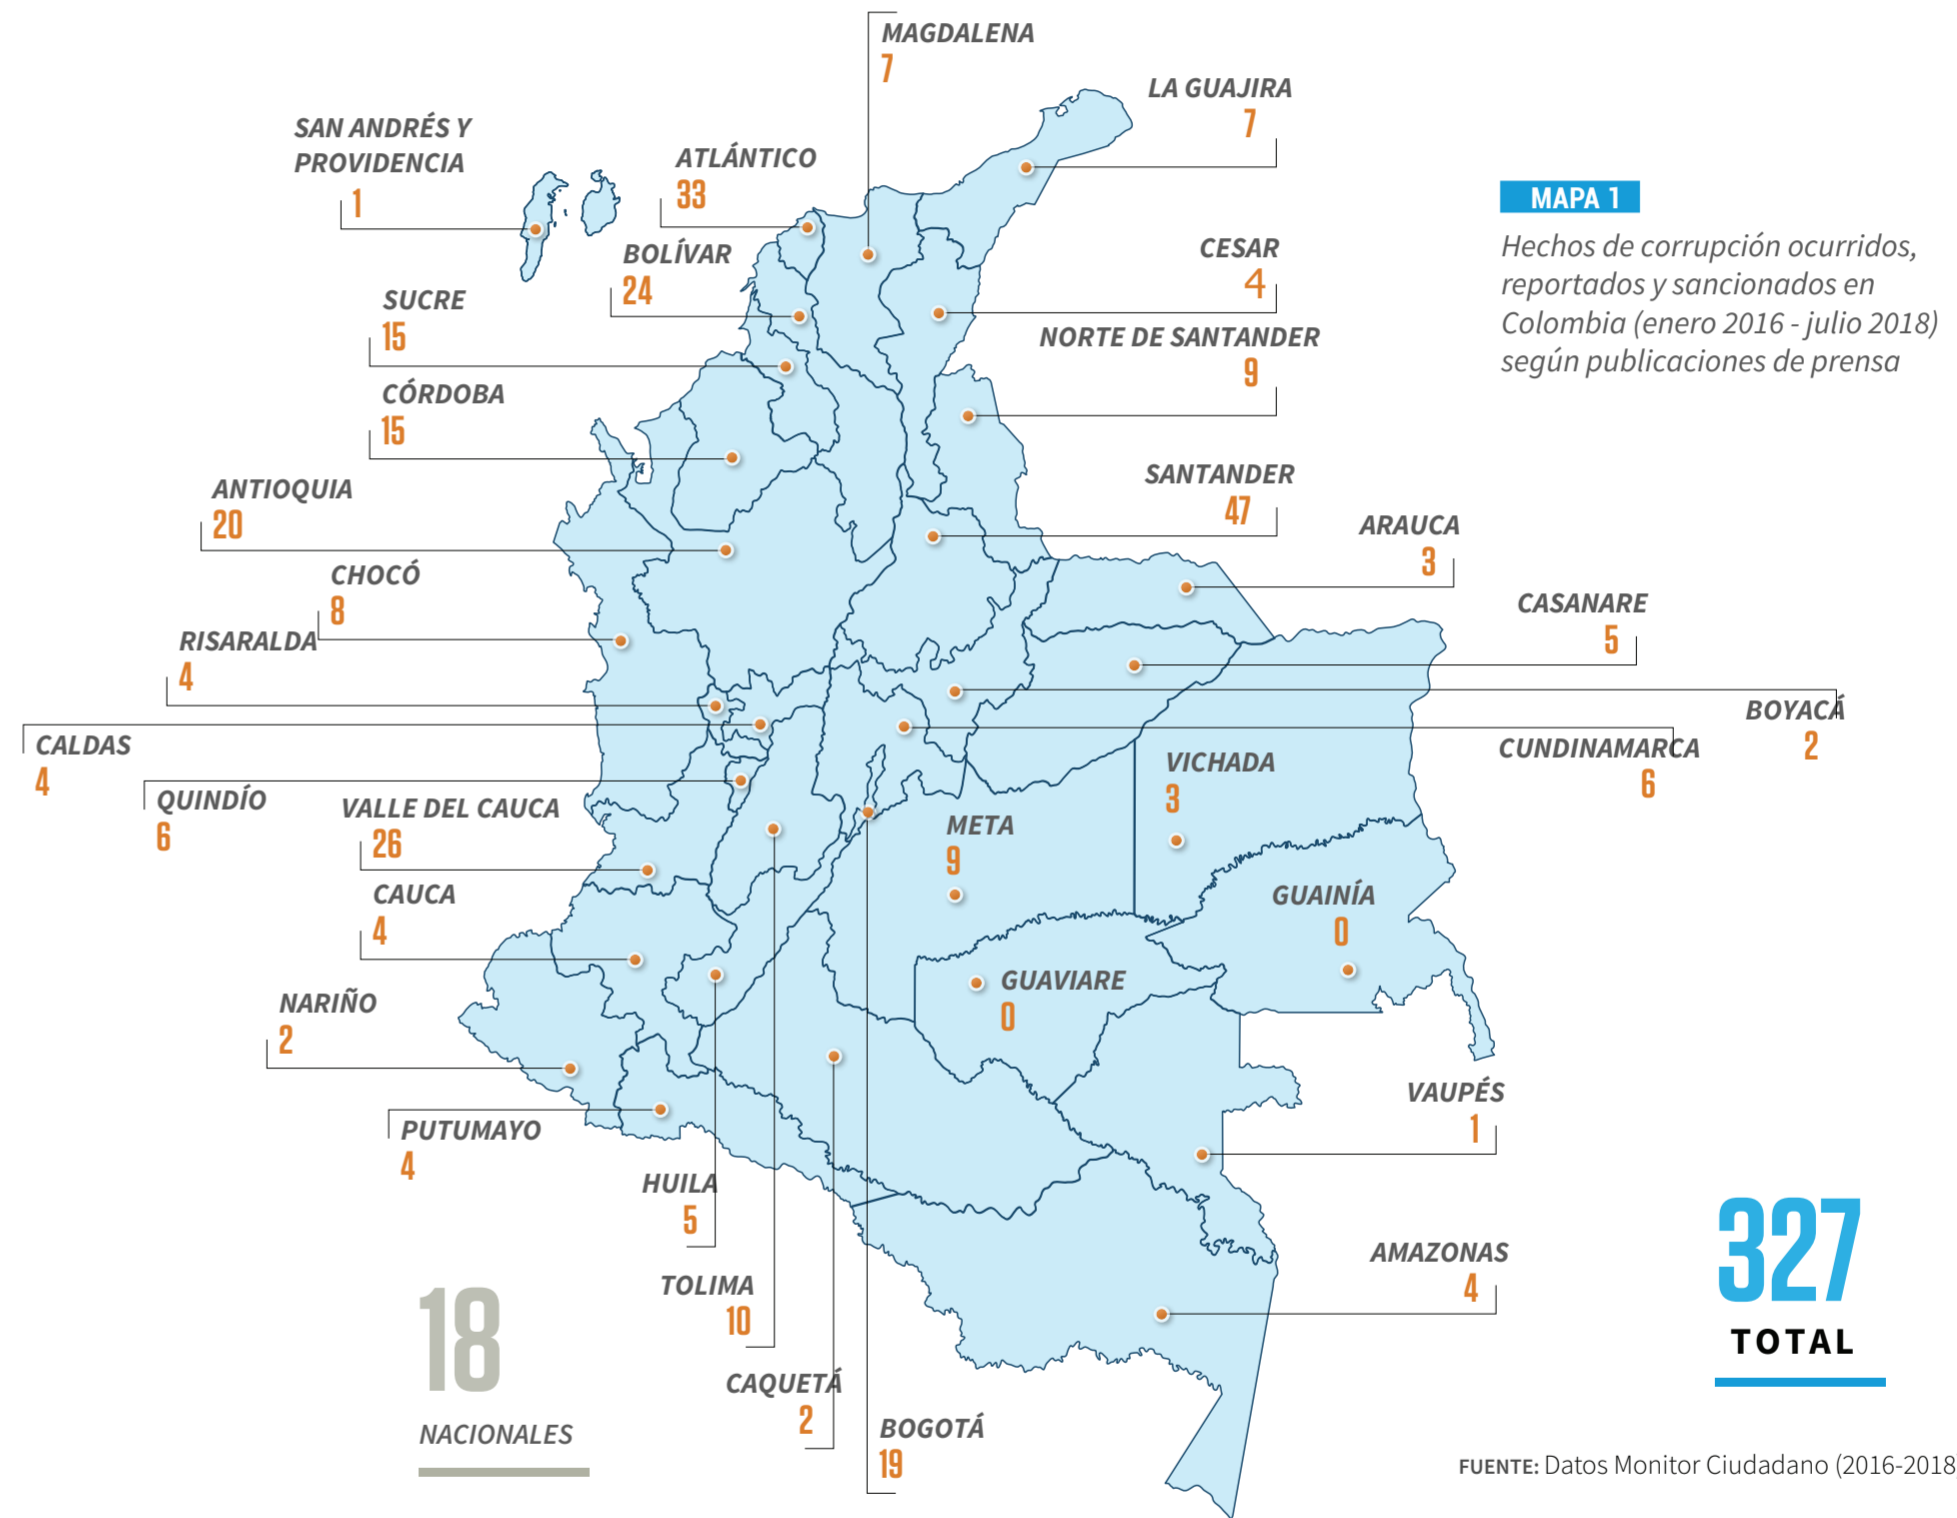 MAGDALENA
7
LA GUAJIRA
7
SAN ANDRÉS Y
PROVIDENCIA
1
ATLÁNTICO
33
MAPA 1
Hechos de corrupción ocurridos,
reportados y sancionados en
Colombia (enero 2016 - julio 2018)
según publicaciones de prensa
BOLÍVAR
24
CESAR
4
SUCRE
15
NORTE DE SANTANDER
9
CÓRDOBA
15
SANTANDER
47
ANTIOQUIA
20
ARAUCA
3
CHOCÓ
8
CASANARE
5
RISARALDA
4
BOYACÁ
2
CALDAS
4
CUNDINAMARCA
6
VICHADA
3
QUINDÍO
6
VALLE DEL CAUCA
26
META
9
CAUCA
4
GUAINÍA
0
GUAVIARE
0
NARIÑO
2
VAUPÉS
1
PUTUMAYO
4
HUILA
5
AMAZONAS
4
TOLIMA
10
327
TOTAL
18
NACIONALES
CAQUETÁ
2
BOGOTÁ
19
FUENTE: Datos Monitor Ciudadano (2016-2018